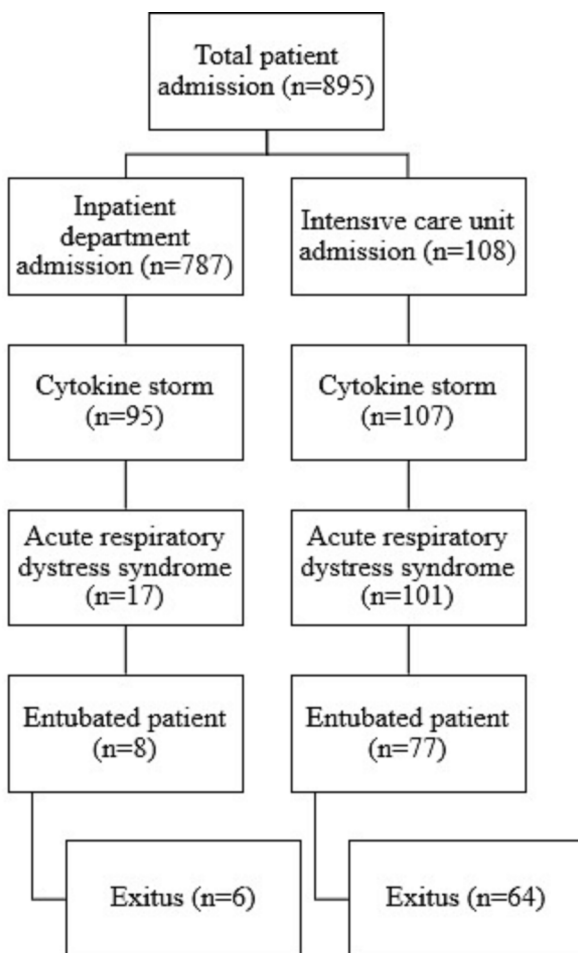 Total patient
admission (n=895)
Inpatient
department
admission (n=787)
Intensive care unit
admission (n=108)
Cytokine storm
(n=95)
Cytokine storm
(n=107)
Acute respiratory
dystress syndrome
(n=17)
Acute respiratory
dystress syndrome
(n=101)
Entubated patient
(n=8)
Entubated patient
(n=77)
Exitus (n=6)
Exitus (n=64)